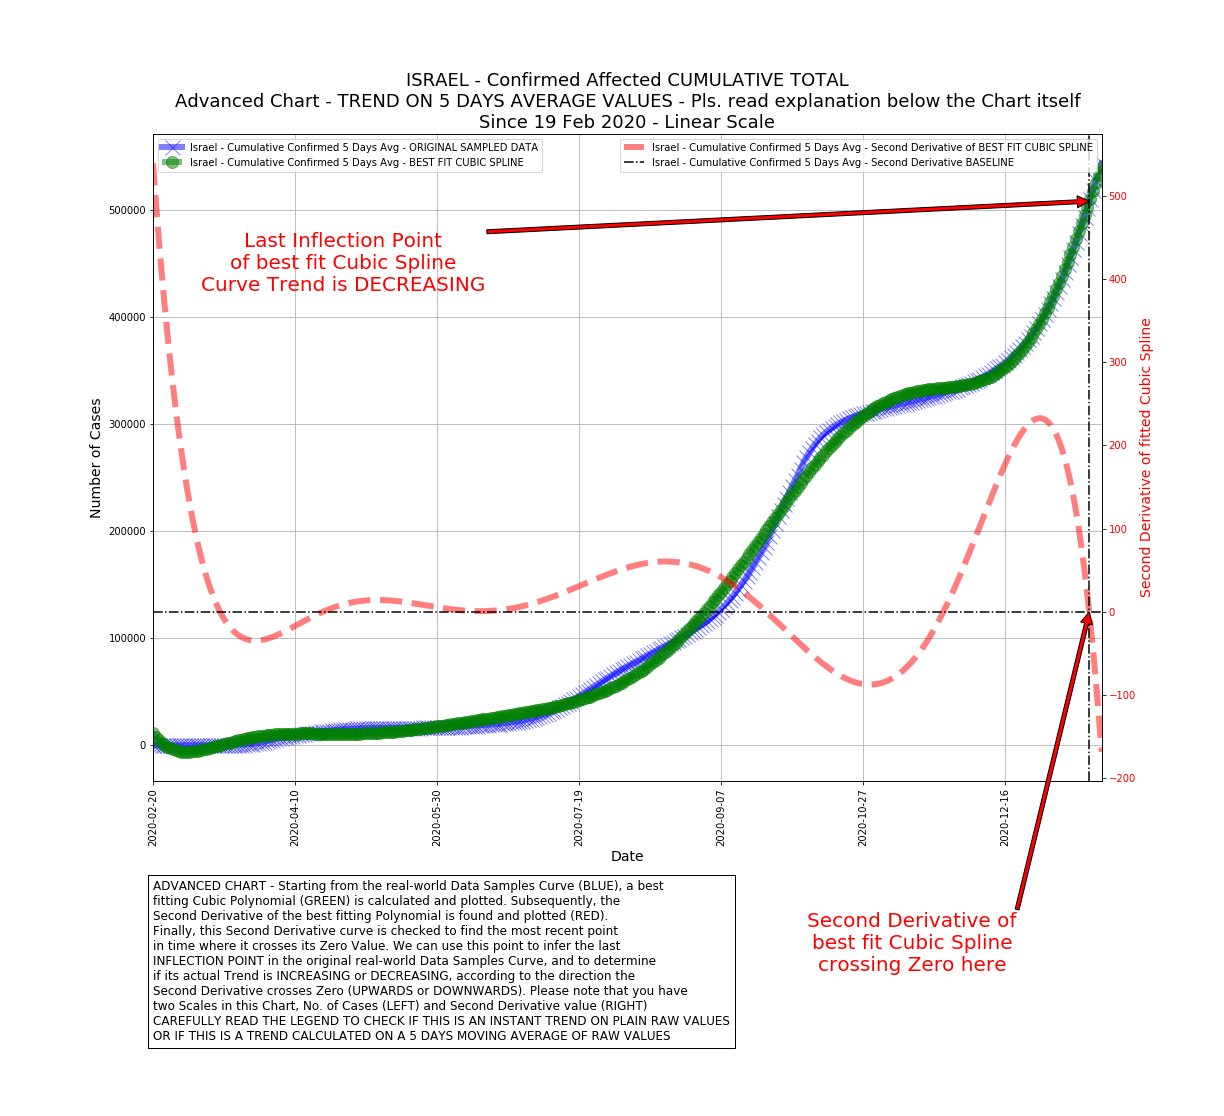 ISRAEL - Confirmed Affected CUMULATIVE TOTAL
Advanced Chart - TREND ON 5 DAYS AVERAGE VALUES - Pls. read explanation below the Chart itself
Since 19 Feb 2020 - Linear Scale
Israel - Cumulative Confirmed 5 Days Avg - ORIGINAL SAMPLED DATA
Israel - Cumulative Confirmed 5 Days Avg - BEST FIT CUBIC SPLINE
Israel - Cumulative Confirmed 5 Days Avg - Second Derivative of BEST FIT CUBIC SPLINE
Israel - Cumulative Confirmed 5 Days Avg - Second Derivative BASELINE
Last Inflection Point
of best fit Cubic Spline
Curve Trend is DECREASING
Number of Cases
500000
400000
300000
200000
100000
0
500
400
300
200
100
0
−100
−200
Second Derivative of fitted Cubic Spline
2020-02-20
2020-04-10
2020-05-30
2020-07-19
2020-09-07
2020-10-27
2020-12-16
Date
ADVANCED CHART - Starting from the real-world Data Samples Curve (BLUE), a best
fitting Cubic Polynomial (GREEN) is calculated and plotted. Subsequently, the
Second Derivative of the best fitting Polynomial is found and plotted (RED).
Finally, this Second Derivative curve is checked to find the most recent point
in time where it crosses its Zero Value. We can use this point to infer the last
INFLECTION POINT in the original real-world Data Samples Curve, and to determine
if its actual Trend is INCREASING or DECREASING, according to the direction the
Second Derivative crosses Zero (UPWARDS or DOWNWARDS). Please note that you have
two Scales in this Chart, No. of Cases (LEFT) and Second Derivative value (RIGHT)
CAREFULLY READ THE LEGEND TO CHECK IF THIS IS AN INSTANT TREND ON PLAIN RAW VALUES
OR IF THIS IS A TREND CALCULATED ON A 5 DAYS MOVING AVERAGE OF RAW VALUES
Second Derivative of
best fit Cubic Spline
crossing Zero here